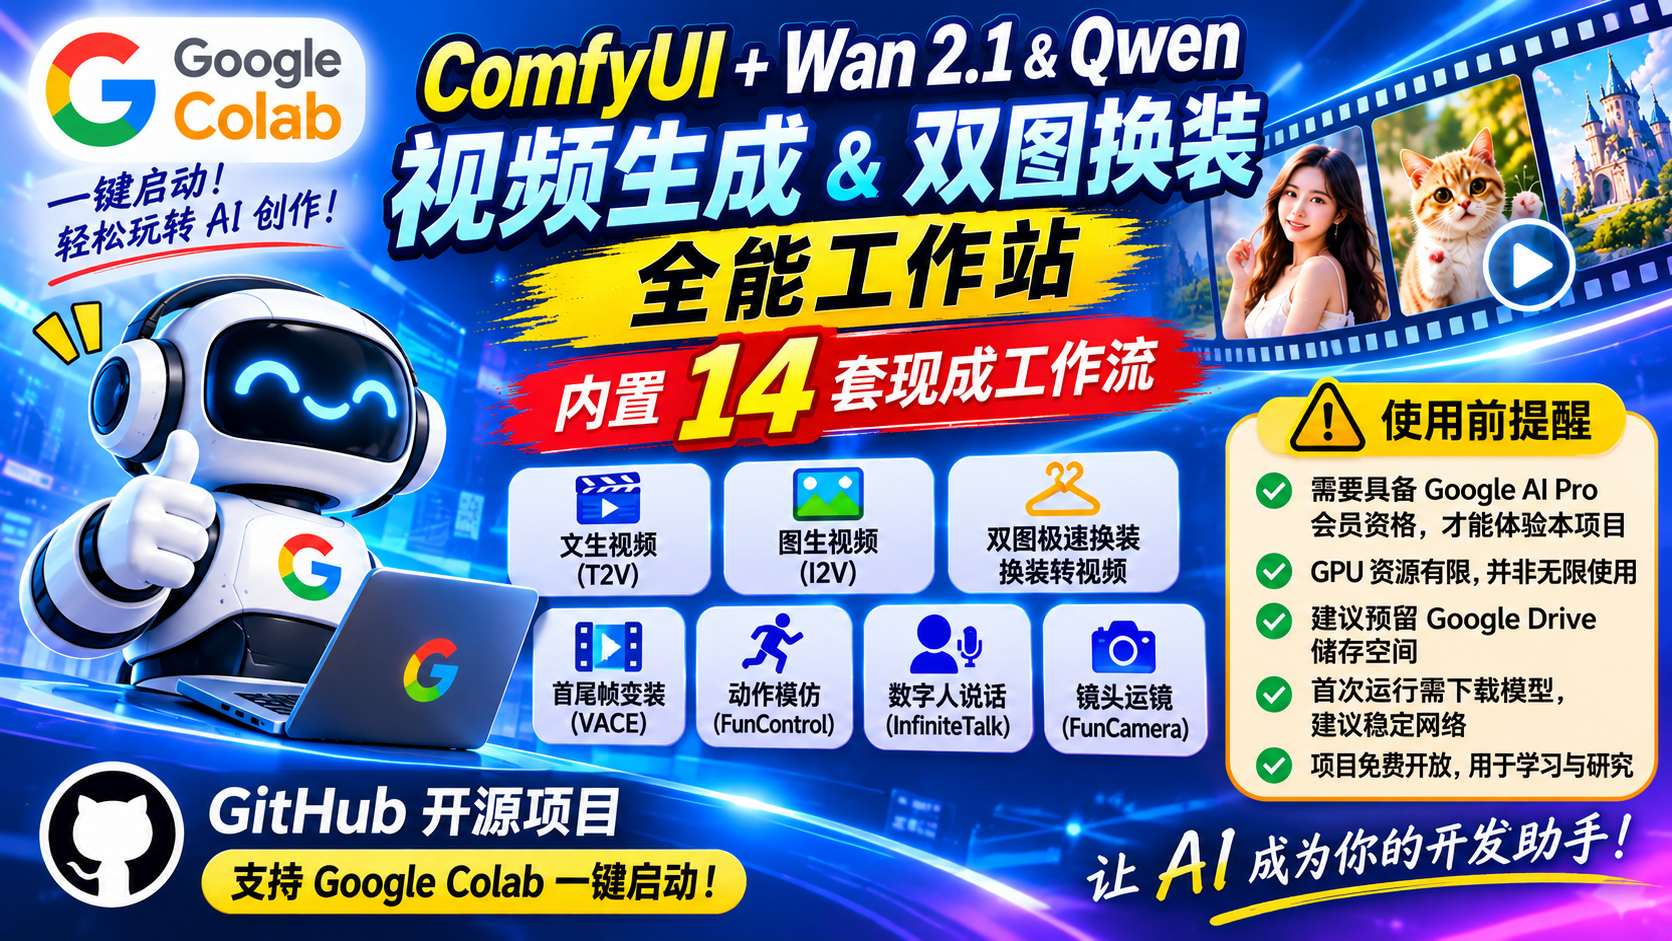 Google
Colab
一键启动！
轻松玩转 AI 创作！
ComfyUI + Wan 2.1 & Qwen
视频生成 & 双图换装
全能工作站
内置 14 套现成工作流
文生视频
(T2V)
图生视频
(I2V)
双图极速换装
换装转视频
首尾帧变装
(VACE)
动作模仿
(FunControl)
数字人说话
(InfiniteTalk)
镜头运镜
(FunCamera)
使用前提醒
需要具备 Google AI Pro
会员资格，才能体验本项目
GPU 资源有限，并非无限使用
建议预留 Google Drive
储存空间
首次运行需下载模型，
建议稳定网络
项目免费开放，用于学习与研究
GitHub 开源项目
支持 Google Colab 一键启动！
让 AI 成为你的开发助手！